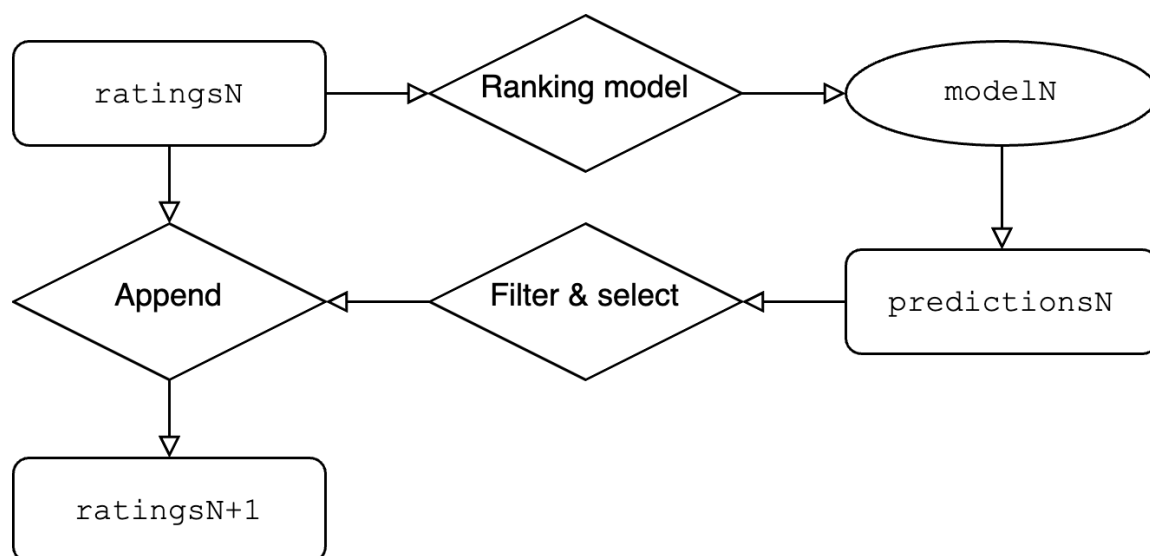 ratingsN
Ranking model
modelN
Append
Filter & select
predictionsN
ratingsN+1